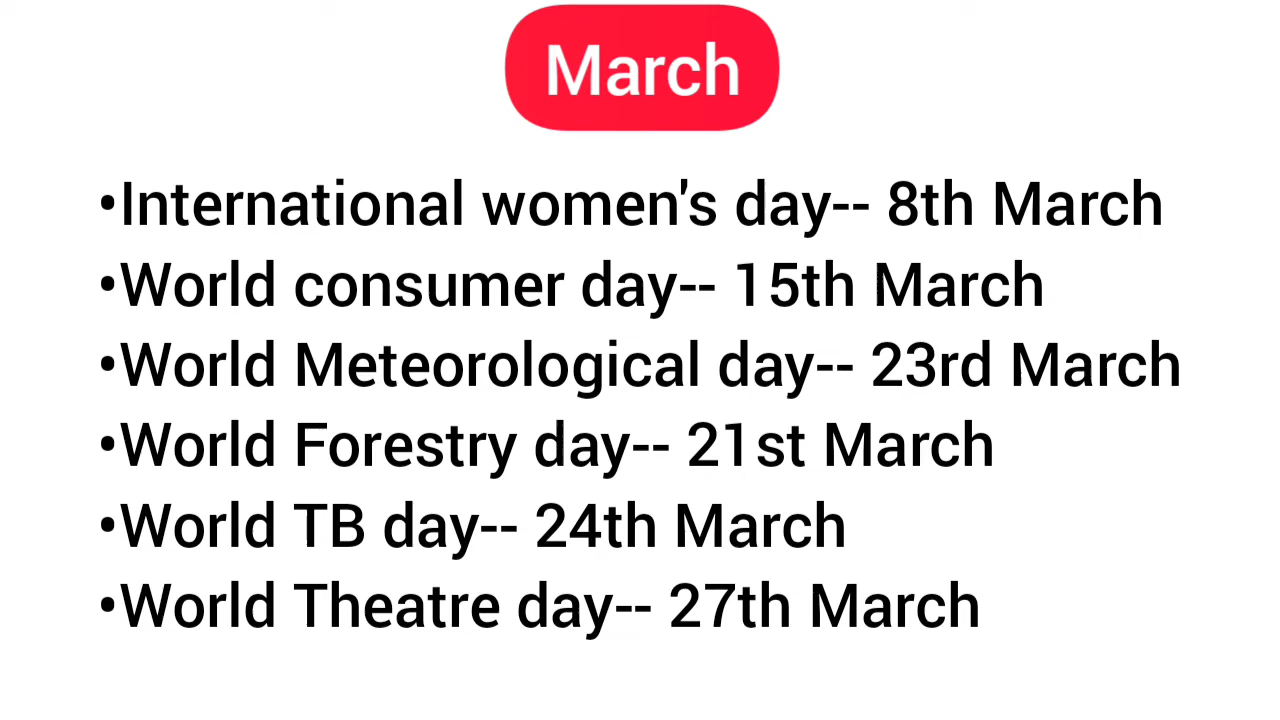 March
•International women's day-- 8th March
•World consumer day-- 15th March
•World Meteorological day-- 23rd March
•World Forestry day-- 21st March
•World TB day-- 24th March
•World Theatre day-- 27th March